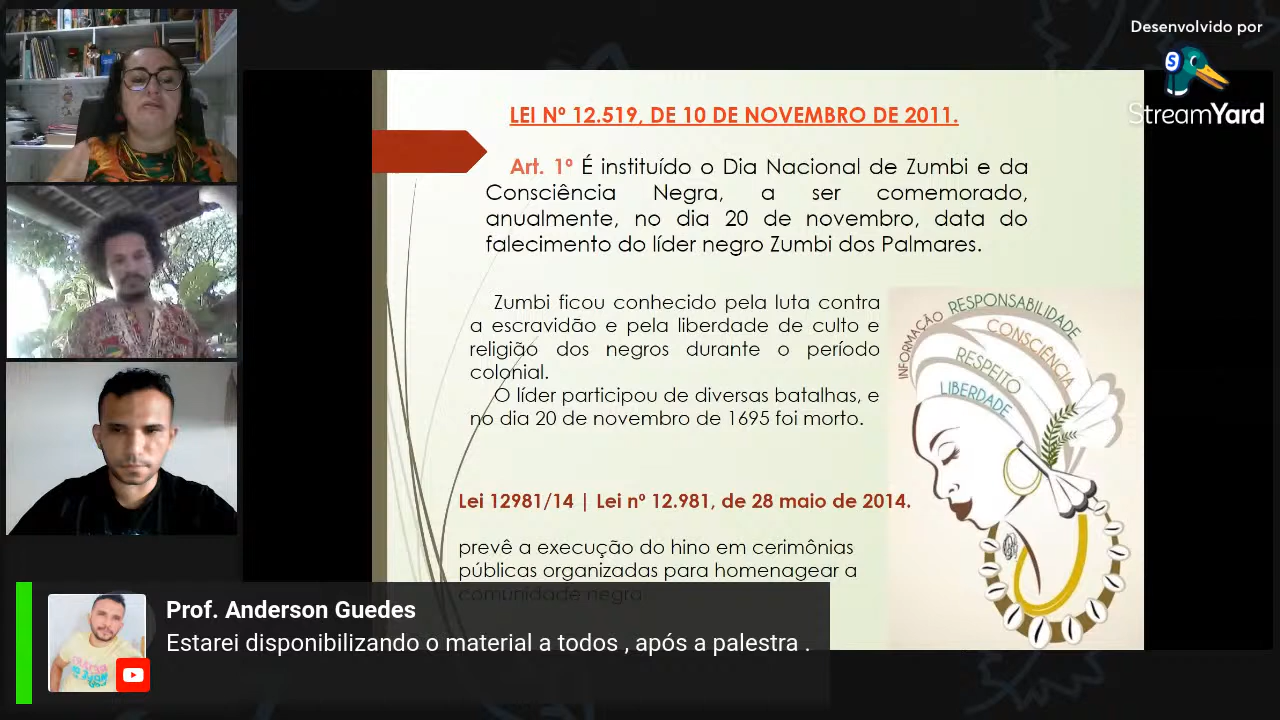 Desenvolvido por
StreamYard
LEI Nº 12.519, DE 10 DE NOVEMBRO DE 2011.
Art. 1º É instituído o Dia Nacional de Zumbi e da
Consciência Negra, a ser comemorado,
anualmente, no dia 20 de novembro, data do
falecimento do líder negro Zumbi dos Palmares.
Zumbi ficou conhecido pela luta contra
a escravidão e pela liberdade de culto e
religião dos negros durante o período
colonial.
O líder participou de diversas batalhas, e
no dia 20 de novembro de 1695 foi morto.
INFORMAÇÃO RESPONSABILIDADE
CONSCIÊNCIA
RESPEITO
LIBERDADE
Lei 12981/14 | Lei nº 12.981, de 28 maio de 2014.
prevê a execução do hino em cerimônias
públicas organizadas para homenagear a
comunidade negra
Prof. Anderson Guedes
Estarei disponibilizando o material a todos , após a palestra .